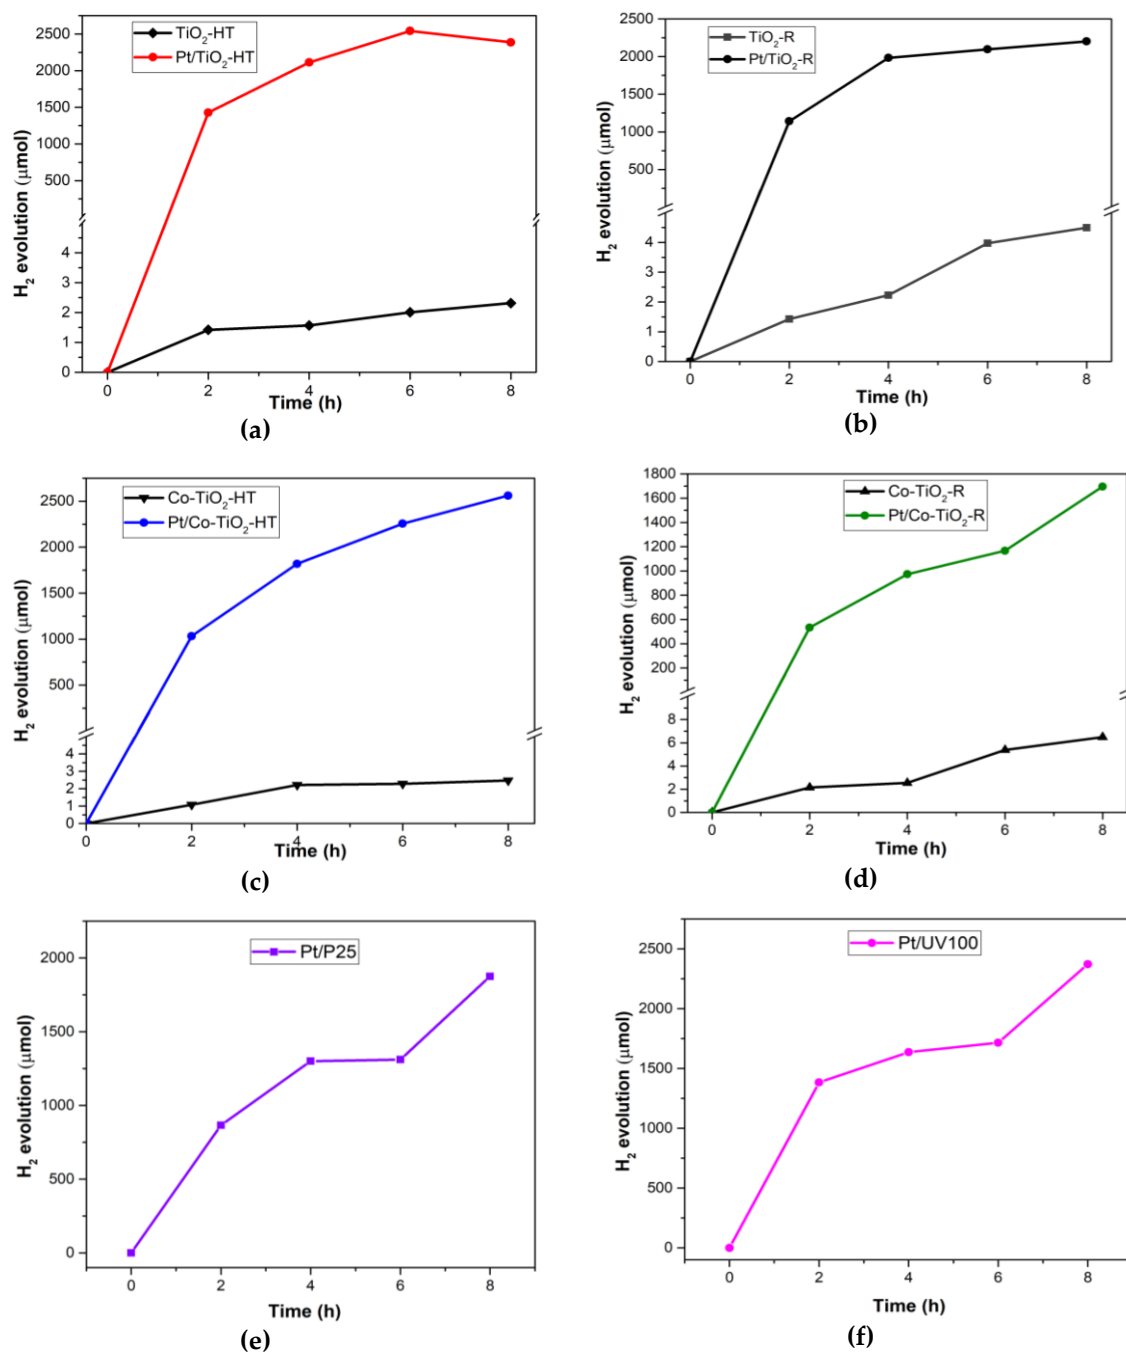 TiO2-HT
Pt/TiO2-HT
H2 evolution (μmol)
2500
2000
1500
1000
500
4
3
2
1
0
0 2 4 6 8
Time (h)
(a)
TiO2-R
Pt/TiO2-R
H2 evolution (μmol)
2500
2000
1500
1000
500
4
3
2
1
0
0 2 4 6 8
Time (h)
(b)
Co-TiO2-HT
Pt/Co-TiO2-HT
H2 evolution (μmol)
2500
2000
1500
1000
500
4
3
2
1
0
0 2 4 6 8
Time (h)
(c)
Co-TiO2-R
Pt/Co-TiO2-R
H2 evolution (μmol)
1800
1600
1400
1200
1000
800
600
400
200
8
6
4
2
0
0 2 4 6 8
Time (h)
(d)
Pt/P25
H2 evolution (μmol)
2000
1500
1000
500
0
0 2 4 6 8
Time (h)
(e)
Pt/UV100
H2 evolution (μmol)
2500
2000
1500
1000
500
0
0 2 4 6 8
Time (h)
(f)